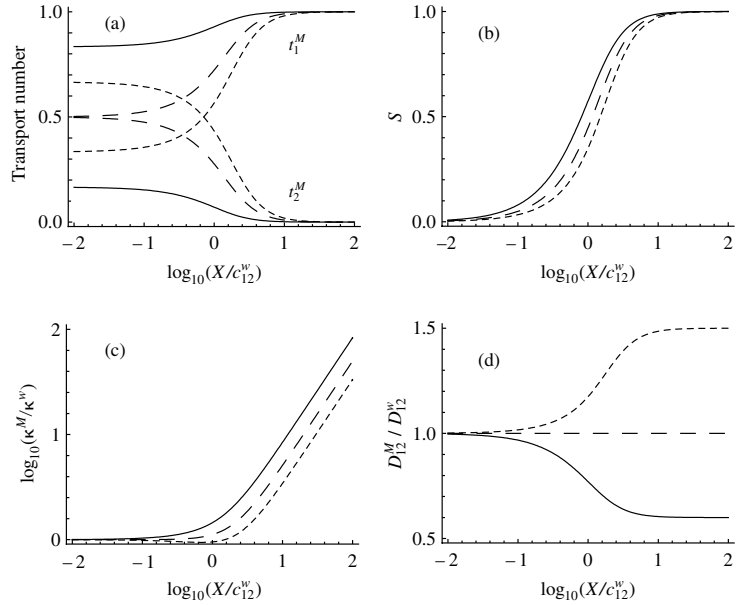 (a)
Transport number
1.0
0.5
0.0
t₁ᴹ
t₂ᴹ
−2 −1 0 1 2
log₁₀(X/c₁₂ʷ)
(b)
S
1.0
0.5
0.0
−2 −1 0 1 2
log₁₀(X/c₁₂ʷ)
(c)
log₁₀(κᴹ/κʷ)
2
1
0
−2 −1 0 1 2
log₁₀(X/c₁₂ʷ)
(d)
D₁₂ᴹ / D₁₂ʷ
1.5
1.0
0.5
−2 −1 0 1 2
log₁₀(X/c₁₂ʷ)